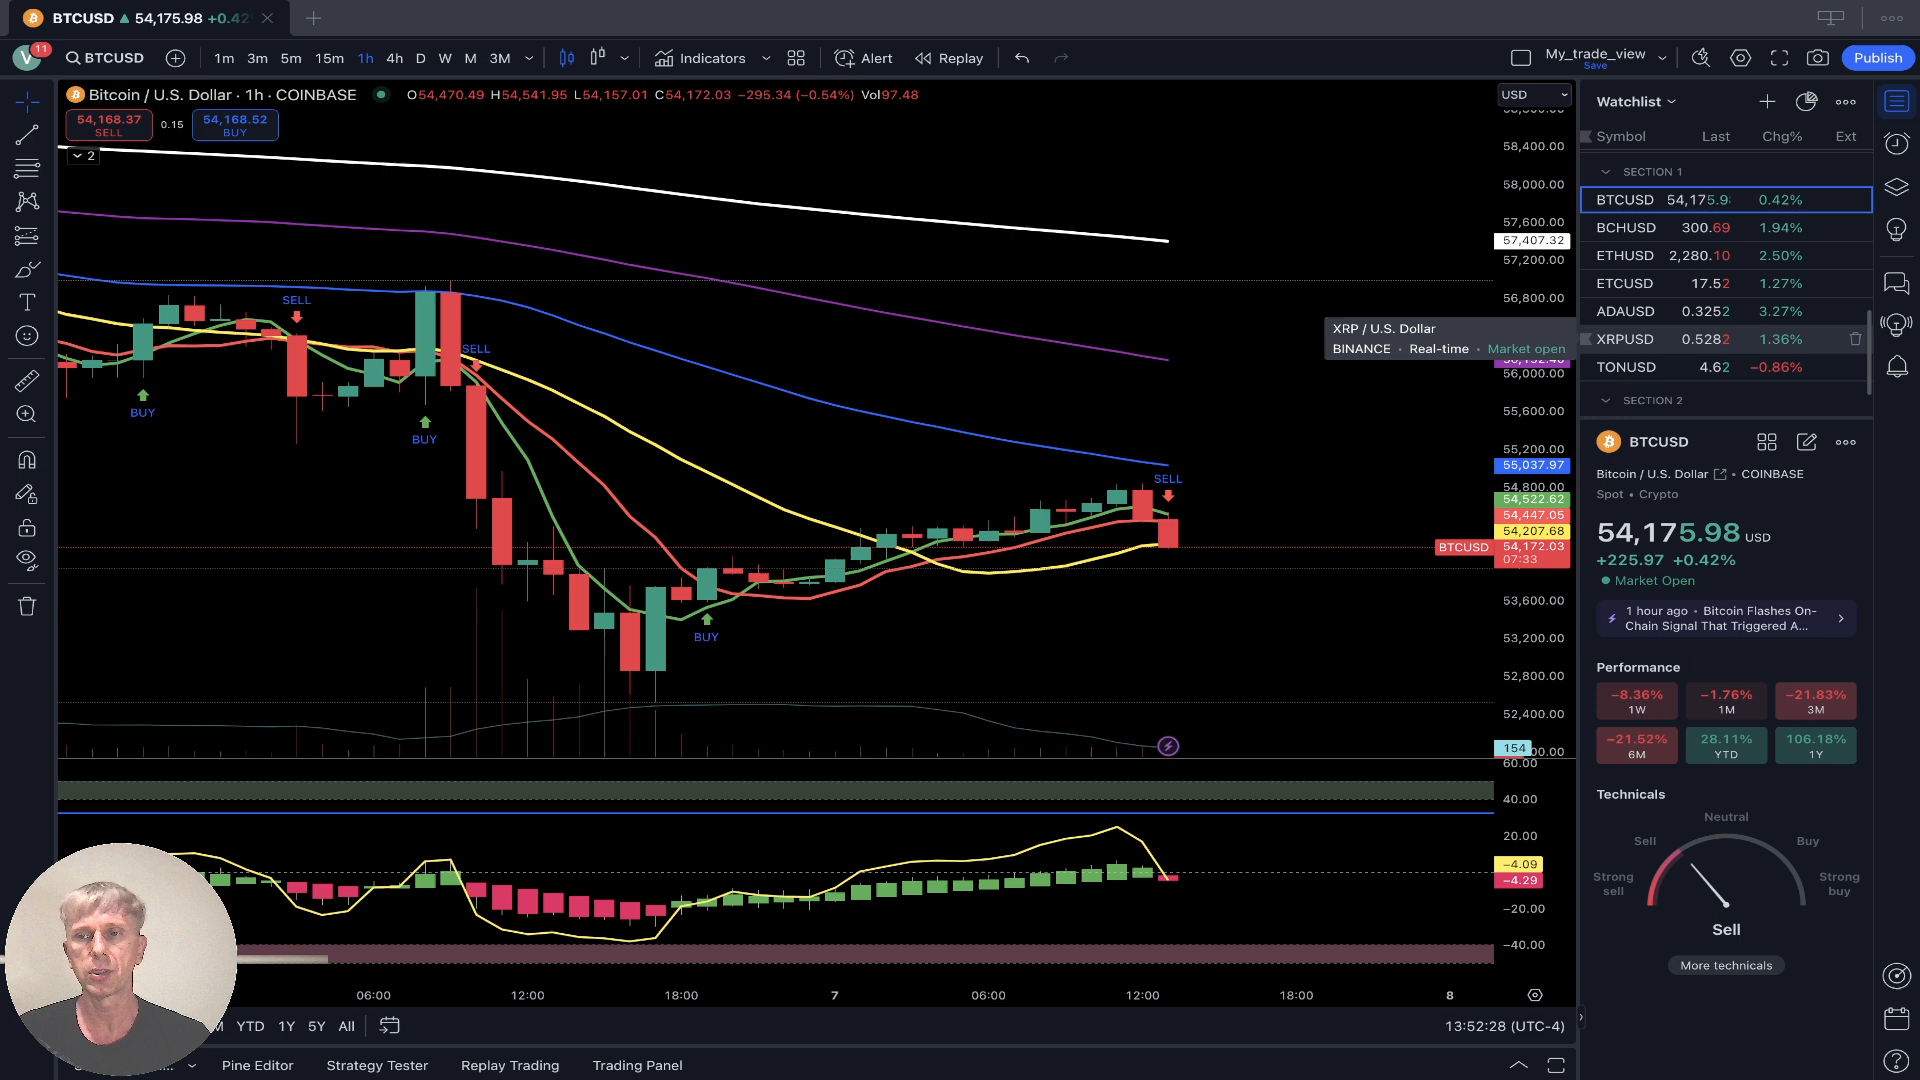 BTCUSD ▲ 54,175.98 +0.42
V 11 BTCUSD 1m 3m 5m 15m 1h 4h D W M 3M Indicators Alert Replay My_trade_view Save Publish
Bitcoin / U.S. Dollar · 1h · COINBASE O54,470.49 H54,541.95 L54,157.01 C54,172.03 −295.34 (−0.54%) Vol97.48
54,168.37 SELL 0.15 54,168.52 BUY
2
USD
58,400.00
58,000.00
57,600.00
57,407.32
57,200.00
56,800.00
56,000.00
55,600.00
55,200.00
55,037.97
54,800.00
54,522.62
54,447.05
54,207.68
BTCUSD 54,172.03
07:33
53,600.00
53,200.00
52,800.00
52,400.00
154
60.00
40.00
20.00
−4.09
−4.29
−20.00
−40.00
SELL
BUY
SELL
BUY
BUY
SELL
XRP / U.S. Dollar
BINANCE · Real-time · Market open
06:00 12:00 18:00 7 06:00 12:00 18:00 8
YTD 1Y 5Y All
13:52:28 (UTC-4)
Pine Editor Strategy Tester Replay Trading Trading Panel
Watchlist
Symbol Last Chg% Ext
SECTION 1
BTCUSD 54,175.98 0.42%
BCHUSD 300.69 1.94%
ETHUSD 2,280.10 2.50%
ETCUSD 17.52 1.27%
ADAUSD 0.3252 3.27%
XRPUSD 0.5282 1.36%
TONUSD 4.62 −0.86%
SECTION 2
BTCUSD
Bitcoin / U.S. Dollar • COINBASE
Spot • Crypto
54,175.98 USD
+225.97 +0.42%
Market Open
1 hour ago • Bitcoin Flashes On-
Chain Signal That Triggered A...
Performance
−8.36% −1.76% −21.83%
1W 1M 3M
−21.52% 28.11% 106.18%
6M YTD 1Y
Technicals
Neutral
Sell Buy
Strong sell Strong buy
Sell
More technicals